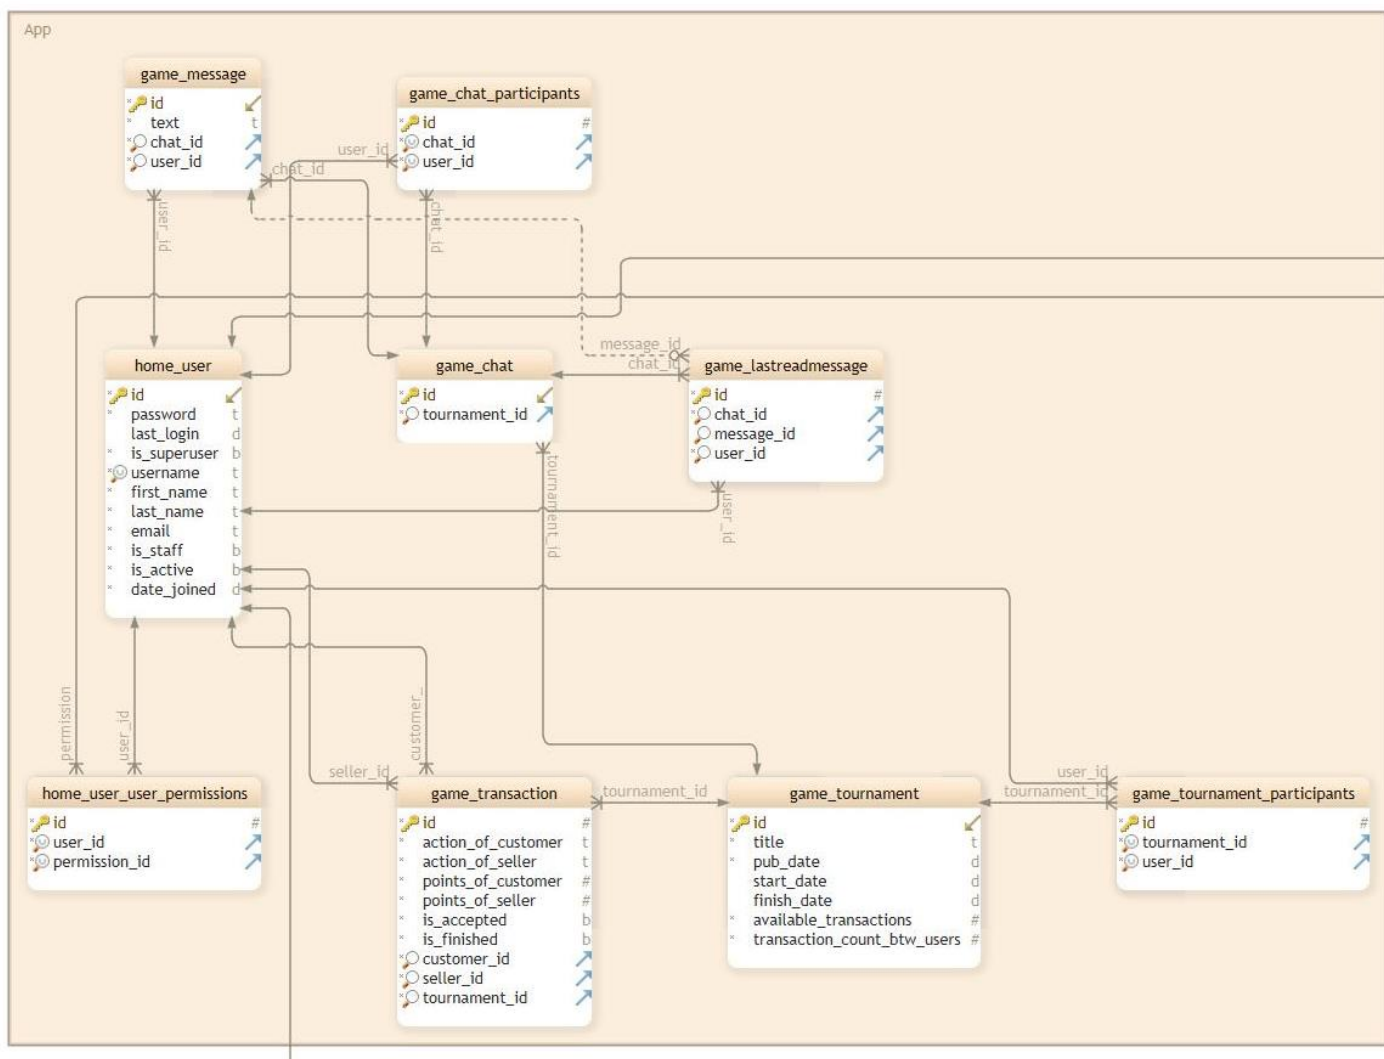 App
game_message
id
text t
chat_id
user_id
game_chat_participants
id #
chat_id
user_id
user_id
chat_id
user_id
chat_id
message_id
chat_id
home_user
id
password t
last_login d
is_superuser b
username t
first_name t
last_name t
email t
is_staff b
is_active b
date_joined d
game_chat
id
tournament_id
game_lastreadmessage
id #
chat_id
message_id
user_id
tournament_id
user_id
permission
user_id
customer_
seller_id
tournament_id
user_id
tournament_id
home_user_user_permissions
id #
user_id
permission_id
game_transaction
id #
action_of_customer t
action_of_seller t
points_of_customer #
points_of_seller #
is_accepted b
is_finished b
customer_id
seller_id
tournament_id
game_tournament
id
title t
pub_date d
start_date d
finish_date d
available_transactions #
transaction_count_btw_users #
game_tournament_participants
id #
tournament_id
user_id